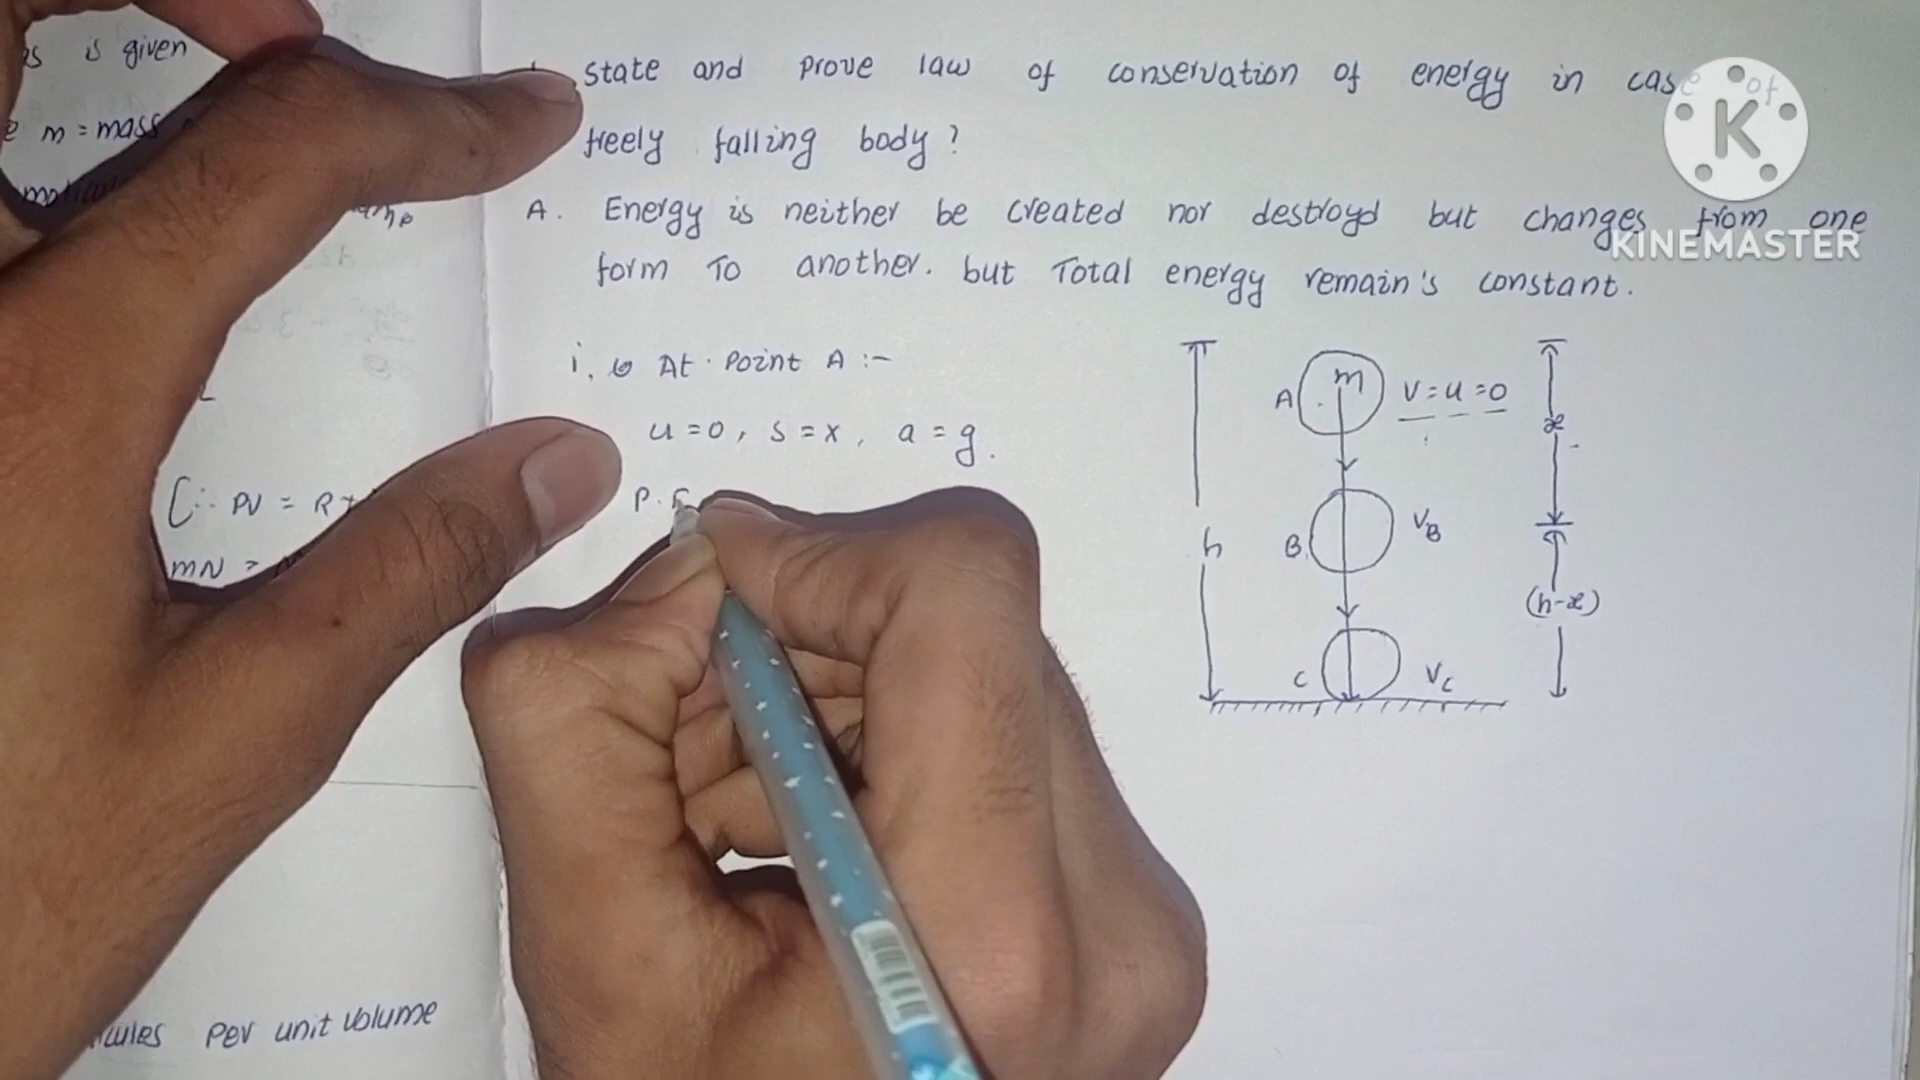 is given
state and prove law of conservation of energy in case of
m = mass
freely falling body ?
A. Energy is neither be created nor destroyd but changes from one
KINEMASTER
form To another. but Total energy remain's constant.
i. At Point A :-
A m V = u = 0
x
u = 0, s = x, a = g.
[∴ PV = R
P.
B VB
h
mN =
(h-x)
C VC
Per unit volume
K